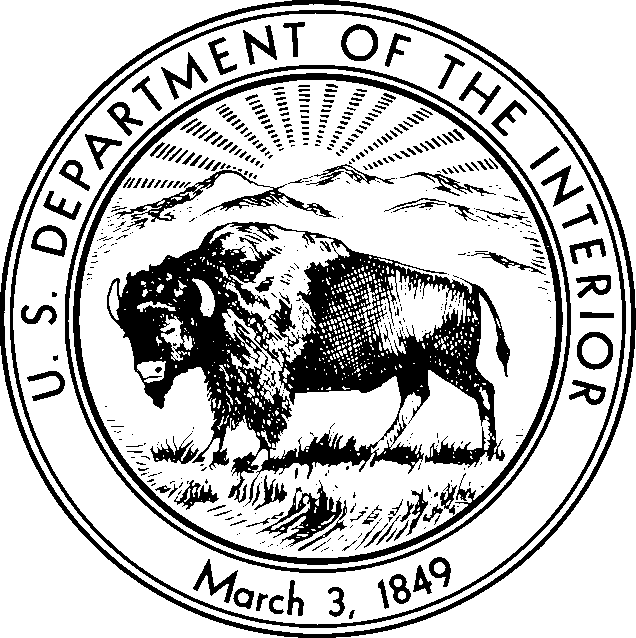 U. S. DEPARTMENT OF THE INTERIOR
March 3, 1849